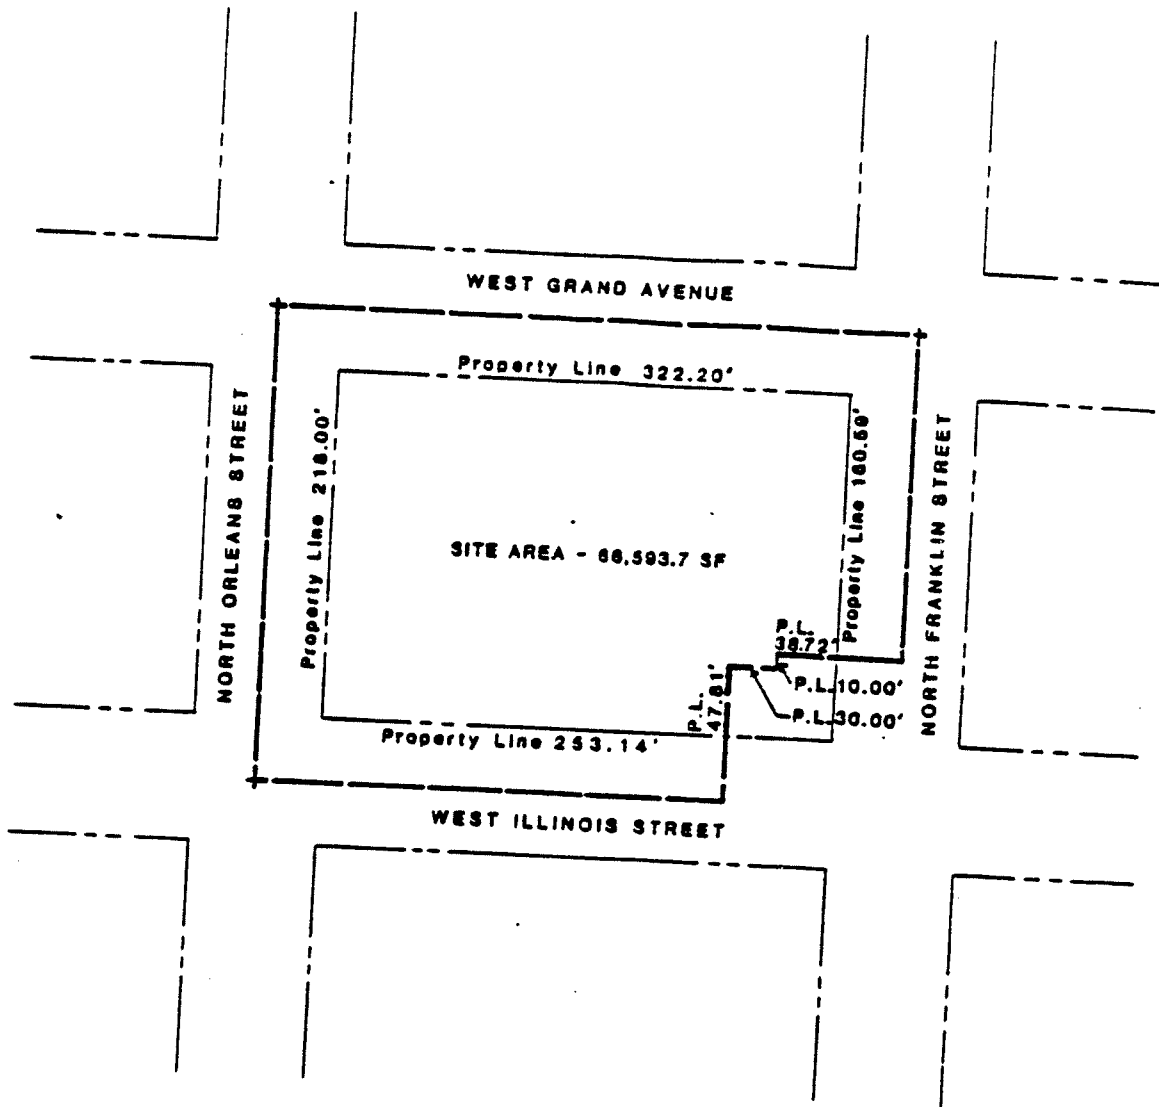 WEST GRAND AVENUE
Property Line 322.20'
NORTH ORLEANS STREET
Property Line 218.00'
SITE AREA - 66,593.7 SF
Property Line 160.59'
NORTH FRANKLIN STREET
P.L.
38.72'
P.L. 10.00'
P.L. 30.00'
P.L.
47.81'
Property Line 253.14'
WEST ILLINOIS STREET